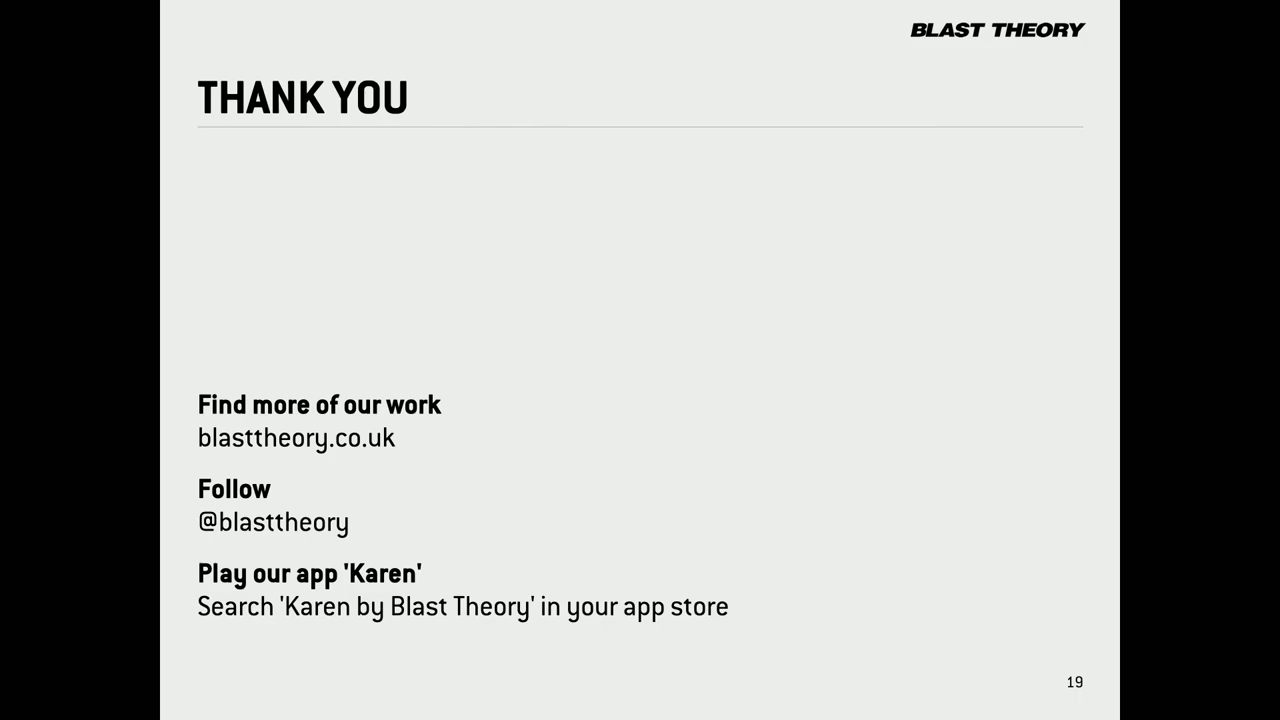 BLAST THEORY
THANK YOU
Find more of our work
blasttheory.co.uk
Follow
@blasttheory
Play our app 'Karen'
Search 'Karen by Blast Theory' in your app store
19